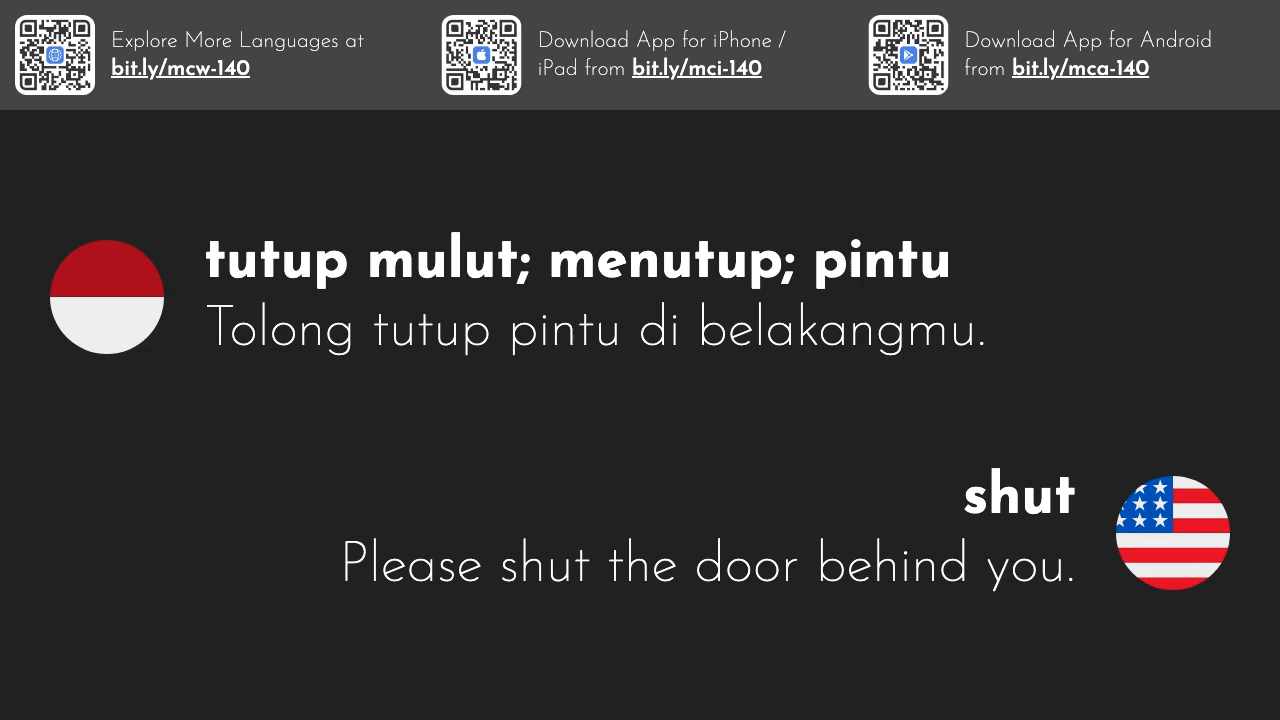 Explore More Languages at
bit.ly/mcw-140
Download App for iPhone /
iPad from bit.ly/mci-140
Download App for Android
from bit.ly/mca-140
tutup mulut; menutup; pintu
Tolong tutup pintu di belakangmu.
shut
Please shut the door behind you.